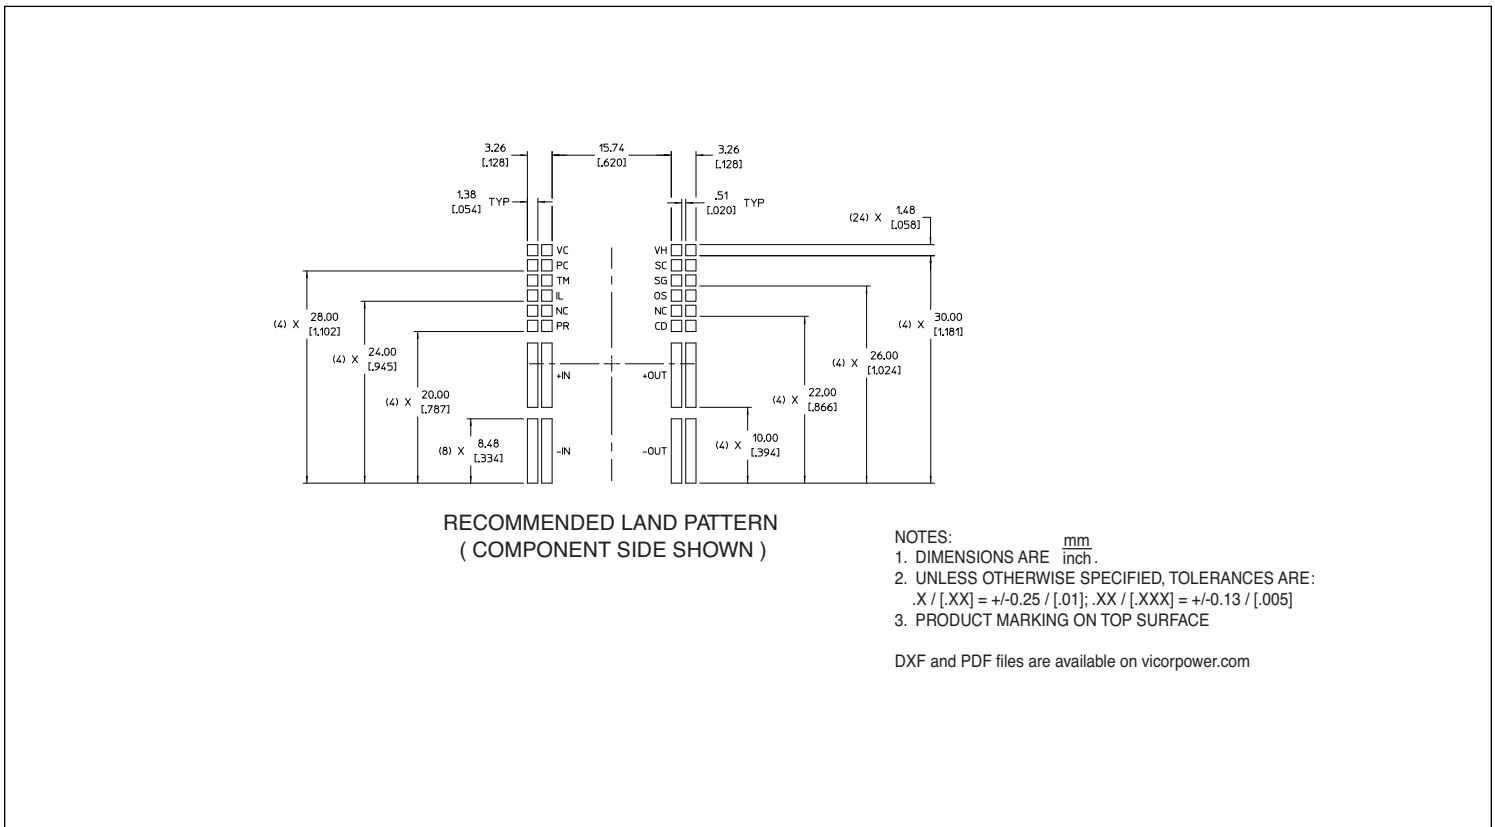 3.26
[.128]
15.74
[.620]
3.26
[.128]
1.38
[.054] TYP
.51
[.020] TYP
(24) X 1.48
[.058]
VC VH
PC SC
TM SG
IL OS
NC NC
PR CD
(4) X 28.00
[1.102]
(4) X 30.00
[1.181]
(4) X 24.00
[.945]
(4) X 26.00
[1.024]
+IN +OUT
(4) X 20.00
[.787]
(4) X 22.00
[.866]
(8) X 8.48
[.334]
-IN -OUT
(4) X 10.00
[.394]
RECOMMENDED LAND PATTERN
( COMPONENT SIDE SHOWN )
NOTES:
1. DIMENSIONS ARE mm
inch .
2. UNLESS OTHERWISE SPECIFIED, TOLERANCES ARE:
.X / [.XX] = +/-0.25 / [.01]; .XX / [.XXX] = +/-0.13 / [.005]
3. PRODUCT MARKING ON TOP SURFACE
DXF and PDF files are available on vicorpower.com